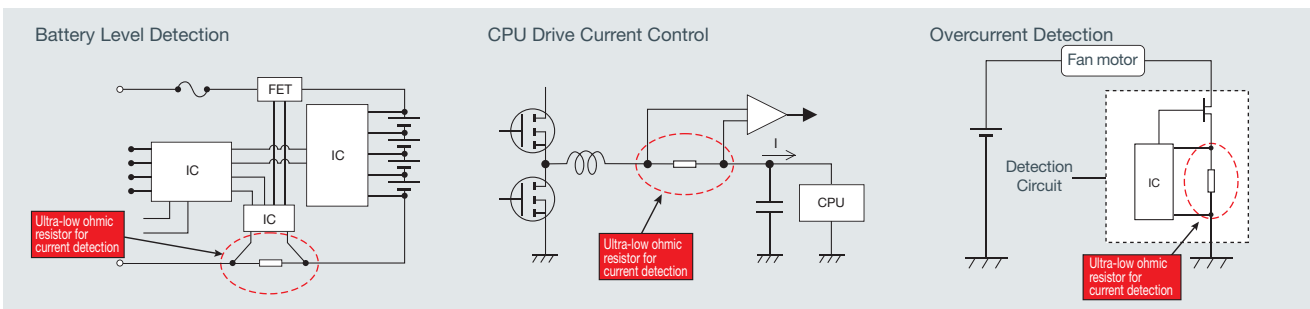 Battery Level Detection
FET
IC
IC
IC
Ultra-low ohmic
resistor for
current detection
CPU Drive Current Control
I
CPU
Ultra-low ohmic
resistor for
current detection
Overcurrent Detection
Fan motor
Detection
Circuit
IC
Ultra-low ohmic
resistor for
current detection